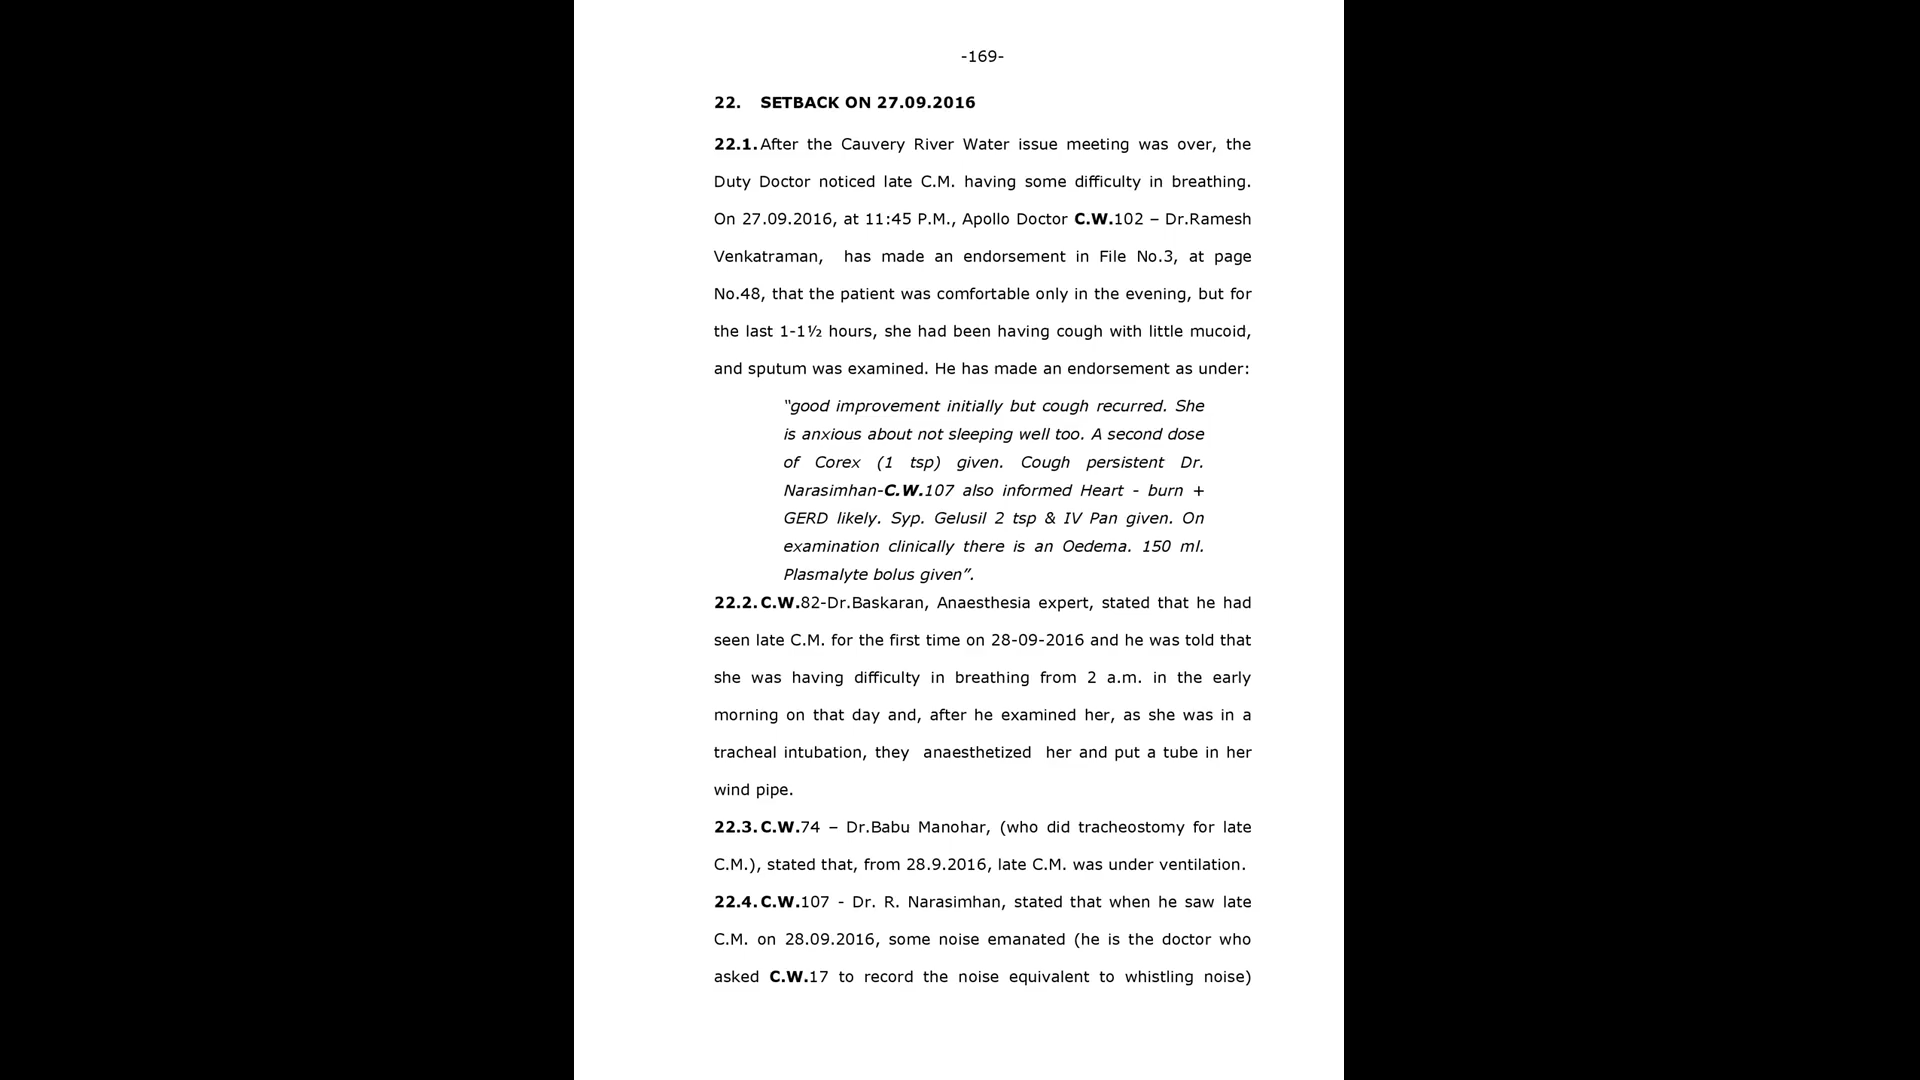 -169-
22. SETBACK ON 27.09.2016
22.1. After the Cauvery River Water issue meeting was over, the
Duty Doctor noticed late C.M. having some difficulty in breathing.
On 27.09.2016, at 11:45 P.M., Apollo Doctor C.W.102 – Dr.Ramesh
Venkatraman, has made an endorsement in File No.3, at page
No.48, that the patient was comfortable only in the evening, but for
the last 1-1½ hours, she had been having cough with little mucoid,
and sputum was examined. He has made an endorsement as under:
“good improvement initially but cough recurred. She
is anxious about not sleeping well too. A second dose
of Corex (1 tsp) given. Cough persistent Dr.
Narasimhan-C.W.107 also informed Heart - burn +
GERD likely. Syp. Gelusil 2 tsp & IV Pan given. On
examination clinically there is an Oedema. 150 ml.
Plasmalyte bolus given”.
22.2. C.W.82-Dr.Baskaran, Anaesthesia expert, stated that he had
seen late C.M. for the first time on 28-09-2016 and he was told that
she was having difficulty in breathing from 2 a.m. in the early
morning on that day and, after he examined her, as she was in a
tracheal intubation, they anaesthetized her and put a tube in her
wind pipe.
22.3. C.W.74 – Dr.Babu Manohar, (who did tracheostomy for late
C.M.), stated that, from 28.9.2016, late C.M. was under ventilation.
22.4. C.W.107 - Dr. R. Narasimhan, stated that when he saw late
C.M. on 28.09.2016, some noise emanated (he is the doctor who
asked C.W.17 to record the noise equivalent to whistling noise)